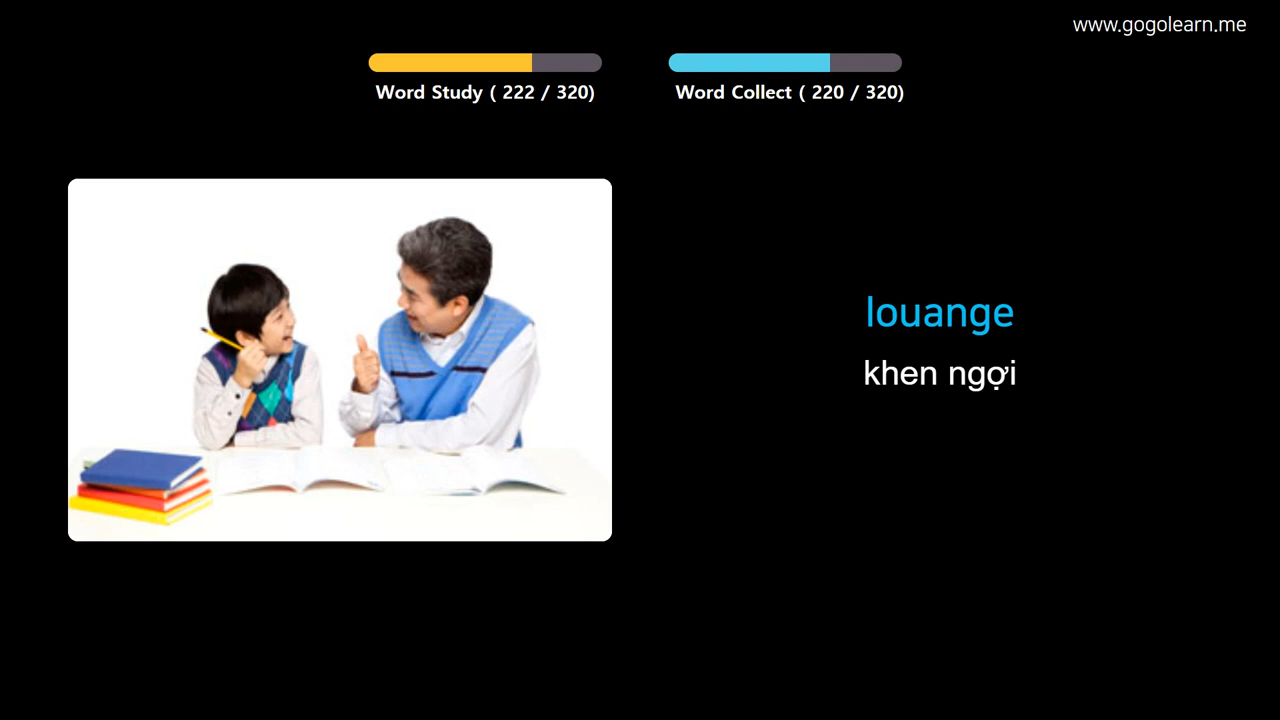 www.gogolearn.me
Word Study ( 222 / 320)
Word Collect ( 220 / 320)
louange
khen ngợi